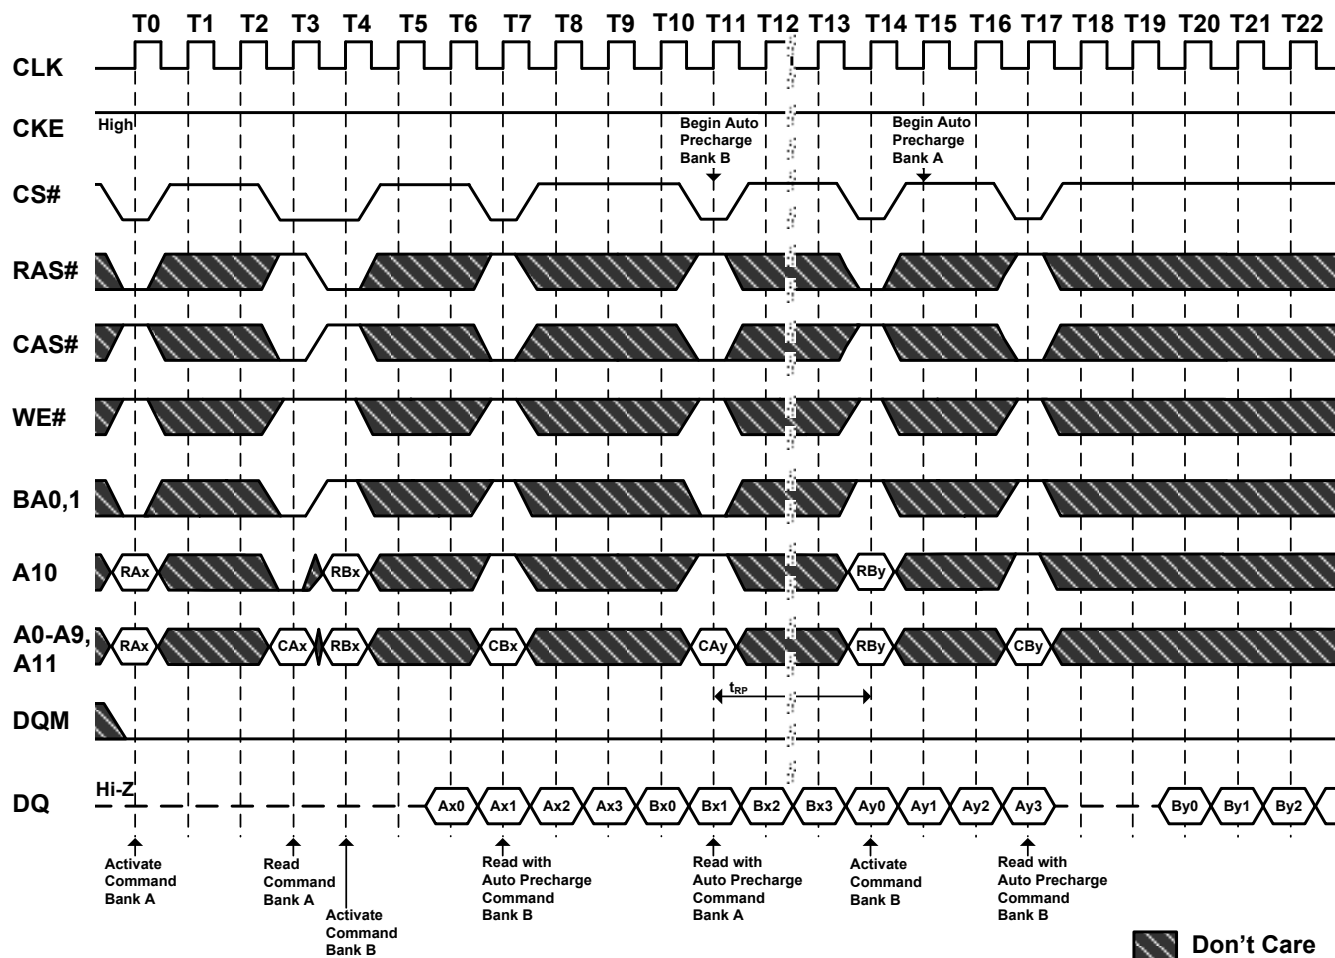 T0 T1 T2 T3 T4 T5 T6 T7 T8 T9 T10 T11 T12 T13 T14 T15 T16 T17 T18 T19 T20 T21 T22
CLK
CKE
High
Begin Auto
Precharge
Bank B
Begin Auto
Precharge
Bank A
CS#
RAS#
CAS#
WE#
BA0,1
A10
RAx RBx RBy
A0-A9,
A11
RAx CAx RBx CBx CAy RBy CBy
tRP
DQM
Hi-Z
DQ
Ax0 Ax1 Ax2 Ax3 Bx0 Bx1 Bx2 Bx3 Ay0 Ay1 Ay2 Ay3 By0 By1 By2
Activate
Command
Bank A
Read
Command
Bank A
Activate
Command
Bank B
Read with
Auto Precharge
Command
Bank B
Read with
Auto Precharge
Command
Bank A
Activate
Command
Bank B
Read with
Auto Precharge
Command
Bank B
Don't Care